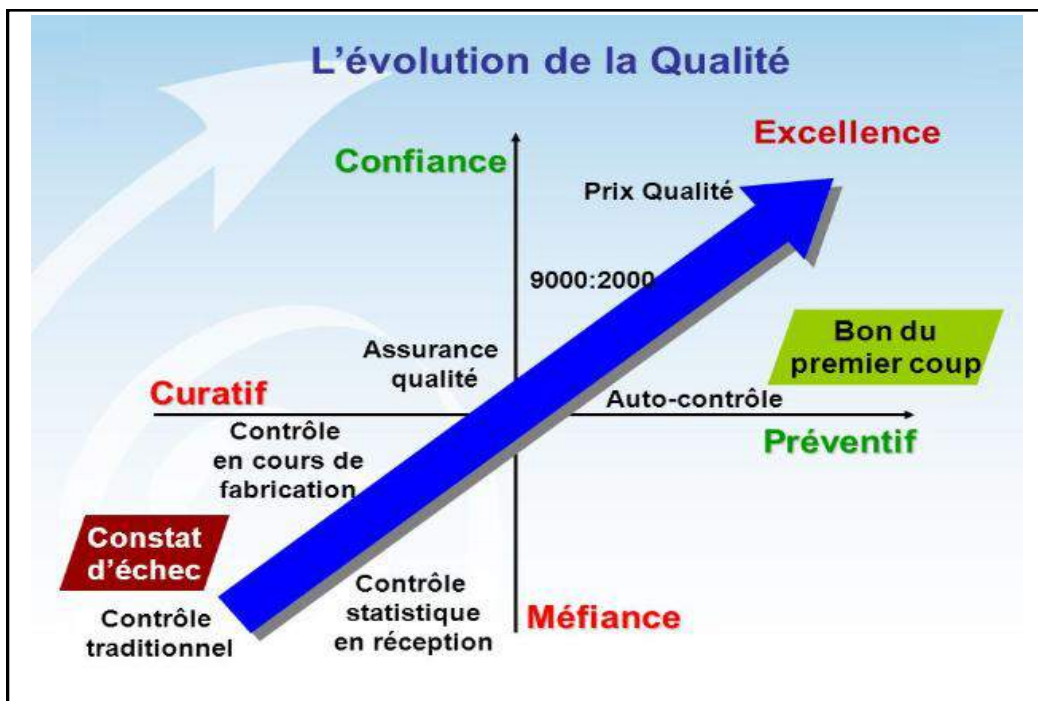 L'évolution de la Qualité
Excellence
Confiance
Prix Qualité
9000:2000
Bon du
premier coup
Assurance
qualité
Curatif
Auto-contrôle
Préventif
Contrôle
en cours de
fabrication
Constat
d'échec
Contrôle
traditionnel
Contrôle
statistique
en réception
Méfiance